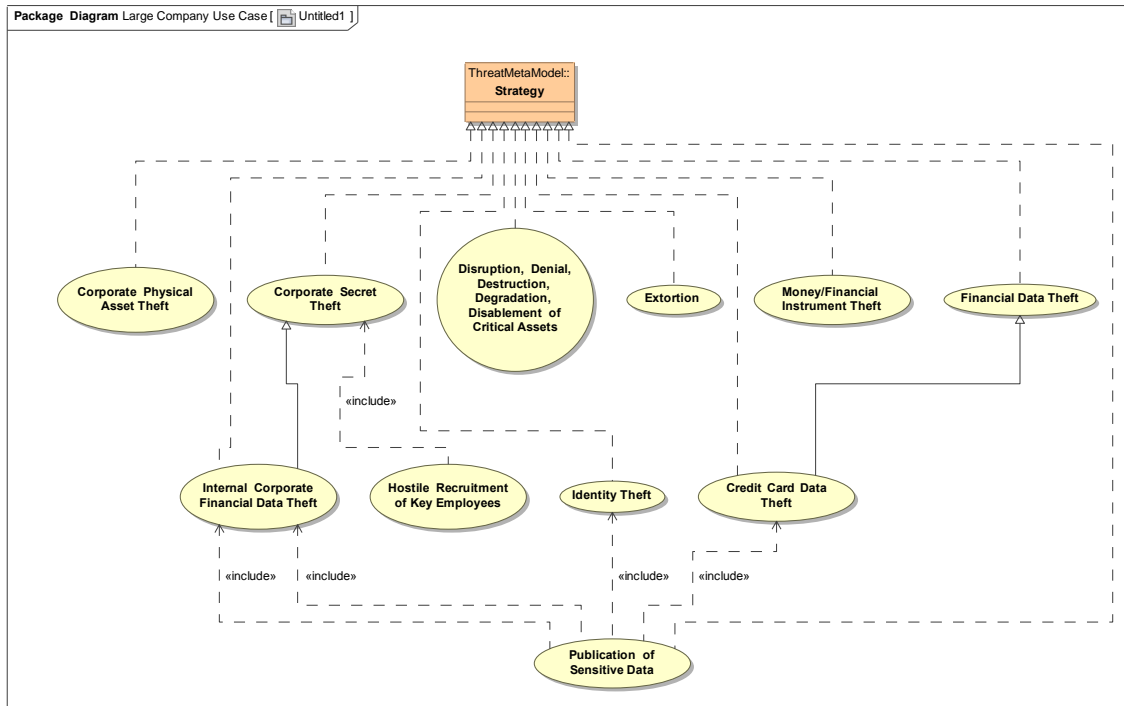 Package Diagram Large Company Use Case [ Untitled1 ]
ThreatMetaModel::
Strategy
Corporate Physical
Asset Theft
Corporate Secret
Theft
Disruption, Denial,
Destruction,
Degradation,
Disablement of
Critical Assets
Extortion
Money/Financial
Instrument Theft
Financial Data Theft
«include»
Internal Corporate
Financial Data Theft
Hostile Recruitment
of Key Employees
Identity Theft
Credit Card Data
Theft
«include»
«include»
«include»
«include»
Publication of
Sensitive Data